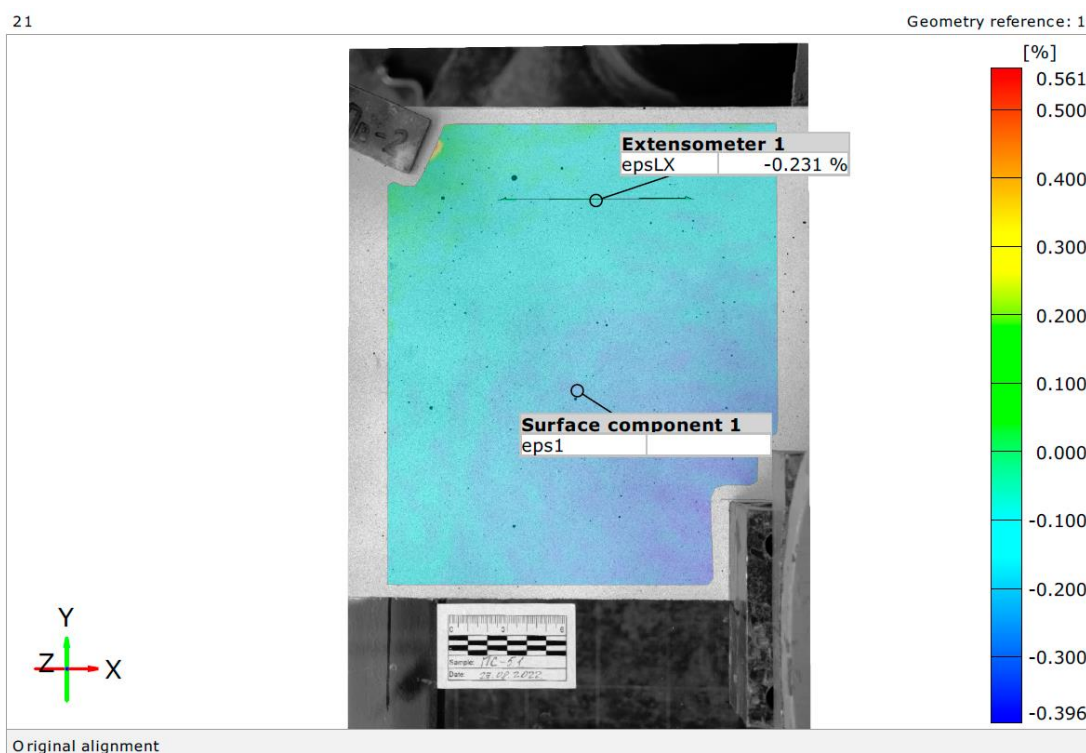 21
Geometry reference: 1
[%]
0.561
0.500
0.400
0.300
0.200
0.100
0.000
-0.100
-0.200
-0.300
-0.396
Extensometer 1
epsLX -0.231 %
Surface component 1
eps1
Y
Z X
Sample: ПС-51
Date:
Original alignment